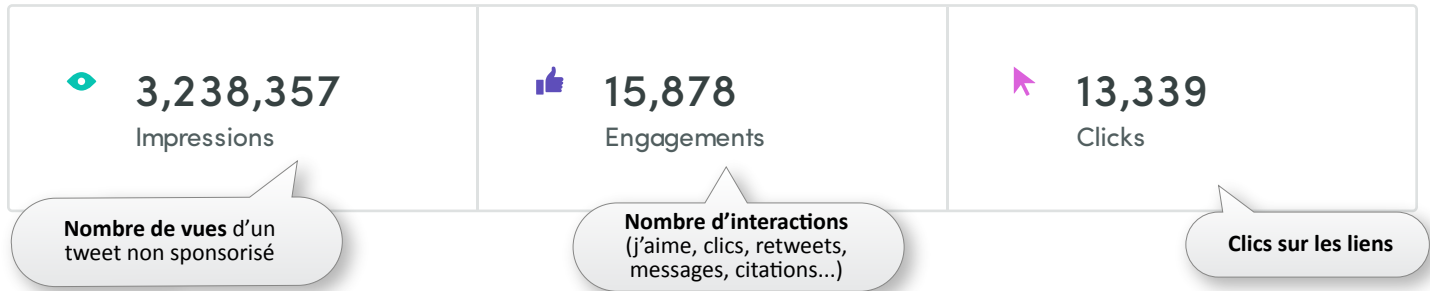 3,238,357
Impressions
Nombre de vues d'un
tweet non sponsorisé
15,878
Engagements
Nombre d'interactions
(j'aime, clics, retweets,
messages, citations...)
13,339
Clicks
Clics sur les liens